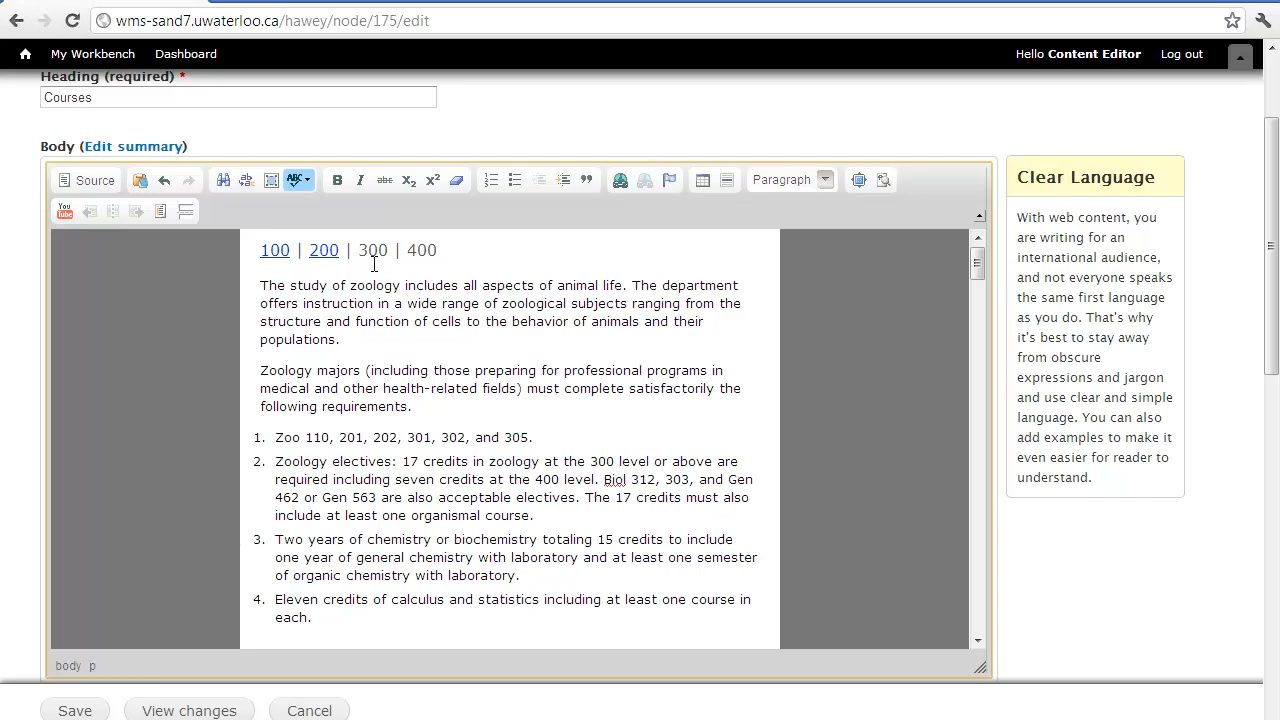 wms-sand7.uwaterloo.ca/hawey/node/175/edit
My Workbench Dashboard Hello Content Editor Log out
Heading (required) *
Courses
Body (Edit summary)
Source ABC B I abc X₂ X² Paragraph
You Tube
100 | 200 | 300 | 400
The study of zoology includes all aspects of animal life. The department
offers instruction in a wide range of zoological subjects ranging from the
structure and function of cells to the behavior of animals and their
populations.
Zoology majors (including those preparing for professional programs in
medical and other health-related fields) must complete satisfactorily the
following requirements.
1. Zoo 110, 201, 202, 301, 302, and 305.
2. Zoology electives: 17 credits in zoology at the 300 level or above are
required including seven credits at the 400 level. Biol 312, 303, and Gen
462 or Gen 563 are also acceptable electives. The 17 credits must also
include at least one organismal course.
3. Two years of chemistry or biochemistry totaling 15 credits to include
one year of general chemistry with laboratory and at least one semester
of organic chemistry with laboratory.
4. Eleven credits of calculus and statistics including at least one course in
each.
body p
Clear Language
With web content, you
are writing for an
international audience,
and not everyone speaks
the same first language
as you do. That's why
it's best to stay away
from obscure
expressions and jargon
and use clear and simple
language. You can also
add examples to make it
even easier for reader to
understand.
Save View changes Cancel